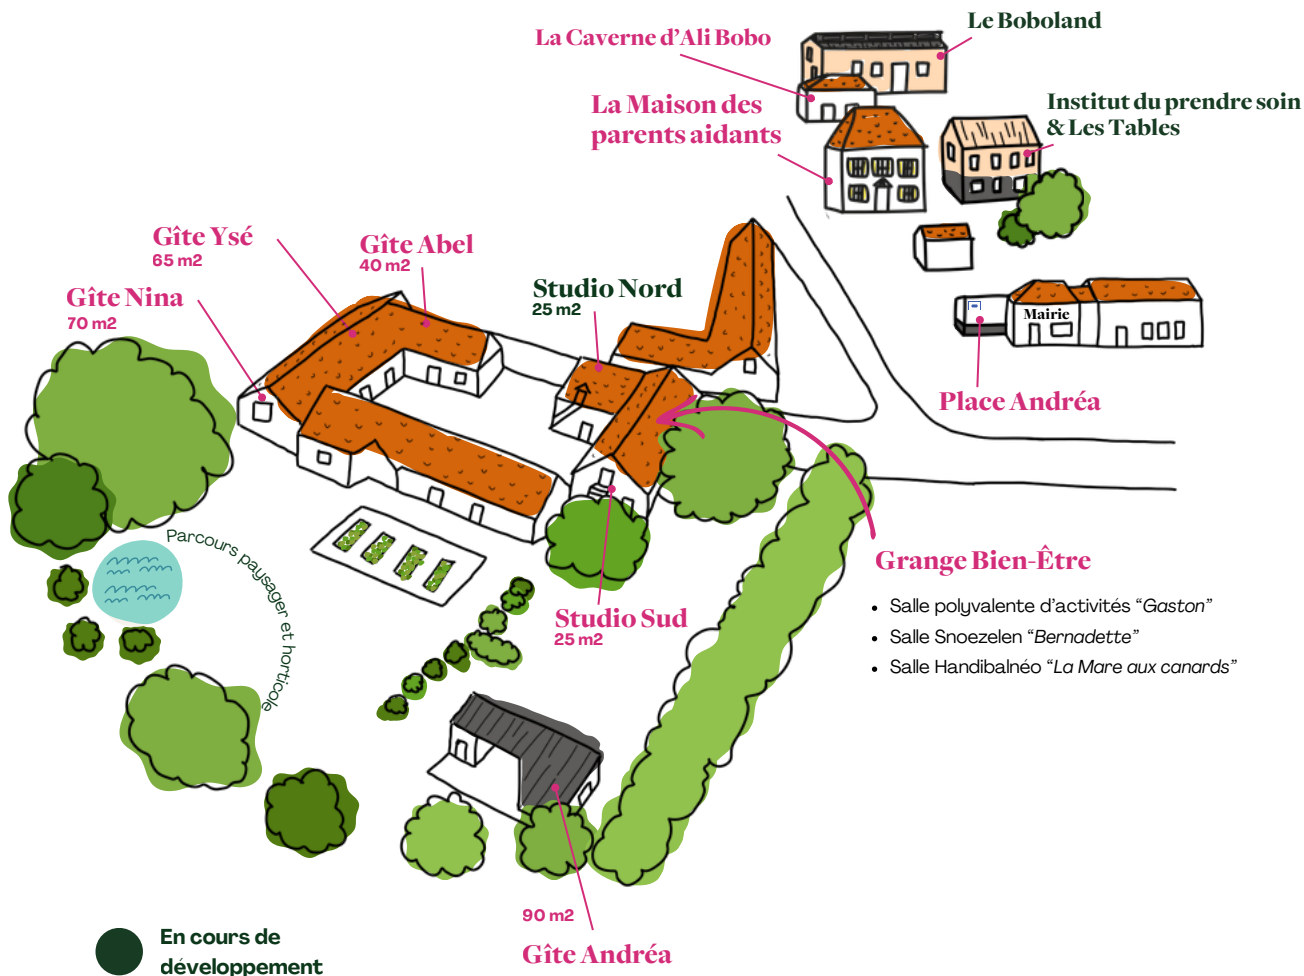 Le Boboland
La Caverne d'Ali Bobo
La Maison des
parents aidants
Institut du prendre soin
& Les Tables
Gîte Ysé
65 m2
Gîte Abel
40 m2
Gîte Nina
70 m2
Studio Nord
25 m2
Mairie
Place Andréa
Parcours paysager et horticole
Grange Bien-Être
• Salle polyvalente d'activités “Gaston”
• Salle Snoezelen “Bernadette”
• Salle Handibalnéo “La Mare aux canards”
Studio Sud
25 m2
90 m2
Gîte Andréa
En cours de
développement